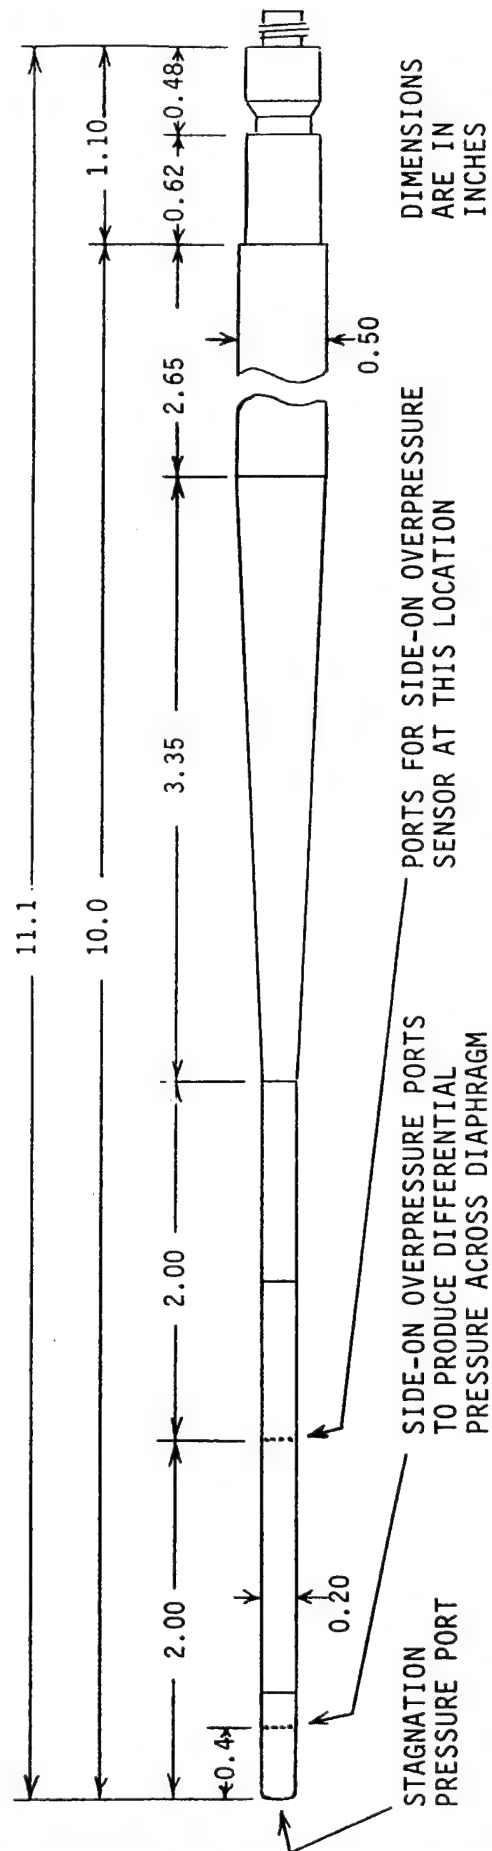 11.1
10.0
1.10
2.00
2.00
3.35
2.65
0.62
0.48
0.4
0.20
0.50
STAGNATION
PRESSURE PORT
SIDE-ON OVERPRESSURE PORTS
TO PRODUCE DIFFERENTIAL
PRESSURE ACROSS DIAPHRAGM
PORTS FOR SIDE-ON OVERPRESSURE
SENSOR AT THIS LOCATION
DIMENSIONS
ARE IN
INCHES